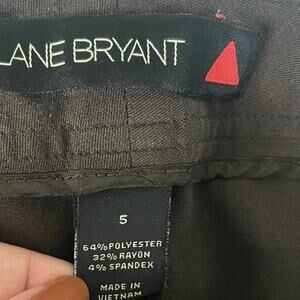 LANE BRYANT
5
64% POLYESTER
32% RAYON
4% SPANDEX
MADE IN
VIETNAM